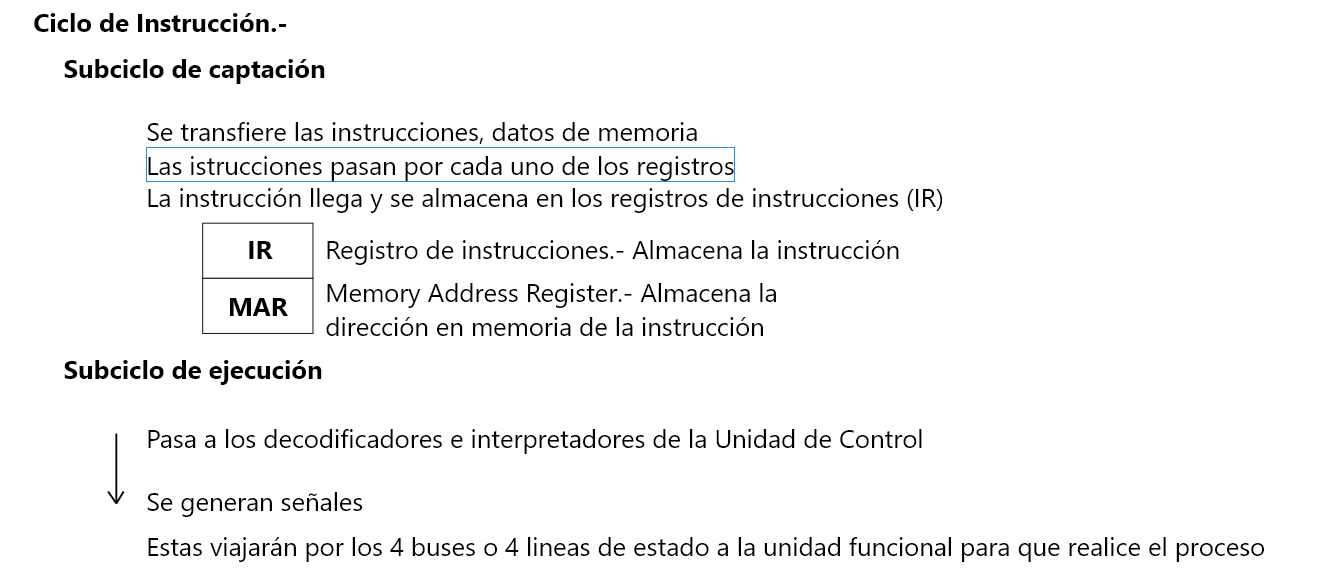 Ciclo de Instrucción.-
Subciclo de captación
Se transfiere las instrucciones, datos de memoria
Las istrucciones pasan por cada uno de los registros
La instrucción llega y se almacena en los registros de instrucciones (IR)
IR
Registro de instrucciones.- Almacena la instrucción
MAR
Memory Address Register.- Almacena la
dirección en memoria de la instrucción
Subciclo de ejecución
Pasa a los decodificadores e interpretadores de la Unidad de Control
Se generan señales
Estas viajarán por los 4 buses o 4 lineas de estado a la unidad funcional para que realice el proceso